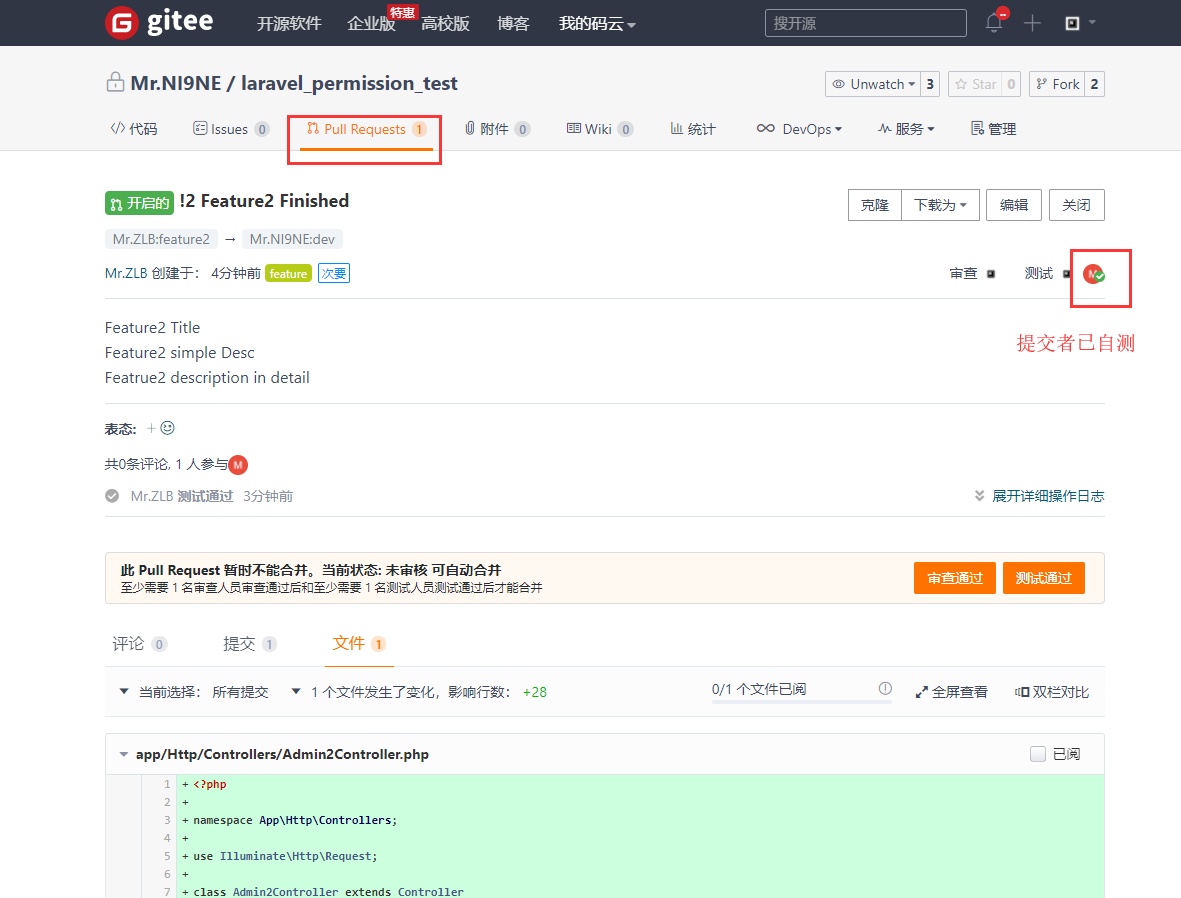 gitee 开源软件 企业版 特惠 高校版 博客 我的码云 搜开源
Mr.NI9NE / laravel_permission_test Unwatch 3 Star 0 Fork 2
代码 Issues 0 Pull Requests 1 附件 0 Wiki 0 统计 DevOps 服务 管理
开启的 !2 Feature2 Finished 克隆 下载为 编辑 关闭
Mr.ZLB:feature2 → Mr.NI9NE:dev
Mr.ZLB 创建于： 4分钟前 feature 次要 审查 测试 M
Feature2 Title
提交者已自测
Feature2 simple Desc
Featrue2 description in detail
表态:
共0条评论, 1 人参与 M
Mr.ZLB 测试通过 3分钟前 展开详细操作日志
此 Pull Request 暂时不能合并。当前状态: 未审核 可自动合并
至少需要 1 名审查人员审查通过后和至少需要 1 名测试人员测试通过后才能合并
审查通过 测试通过
评论 0 提交 1 文件 1
当前选择： 所有提交 1 个文件发生了变化，影响行数： +28 0/1 个文件已阅 全屏查看 双栏对比
app/Http/Controllers/Admin2Controller.php 已阅
1 + <?php
2 +
3 + namespace App\Http\Controllers;
4 +
5 + use Illuminate\Http\Request;
6 +
7 + class Admin2Controller extends Controller